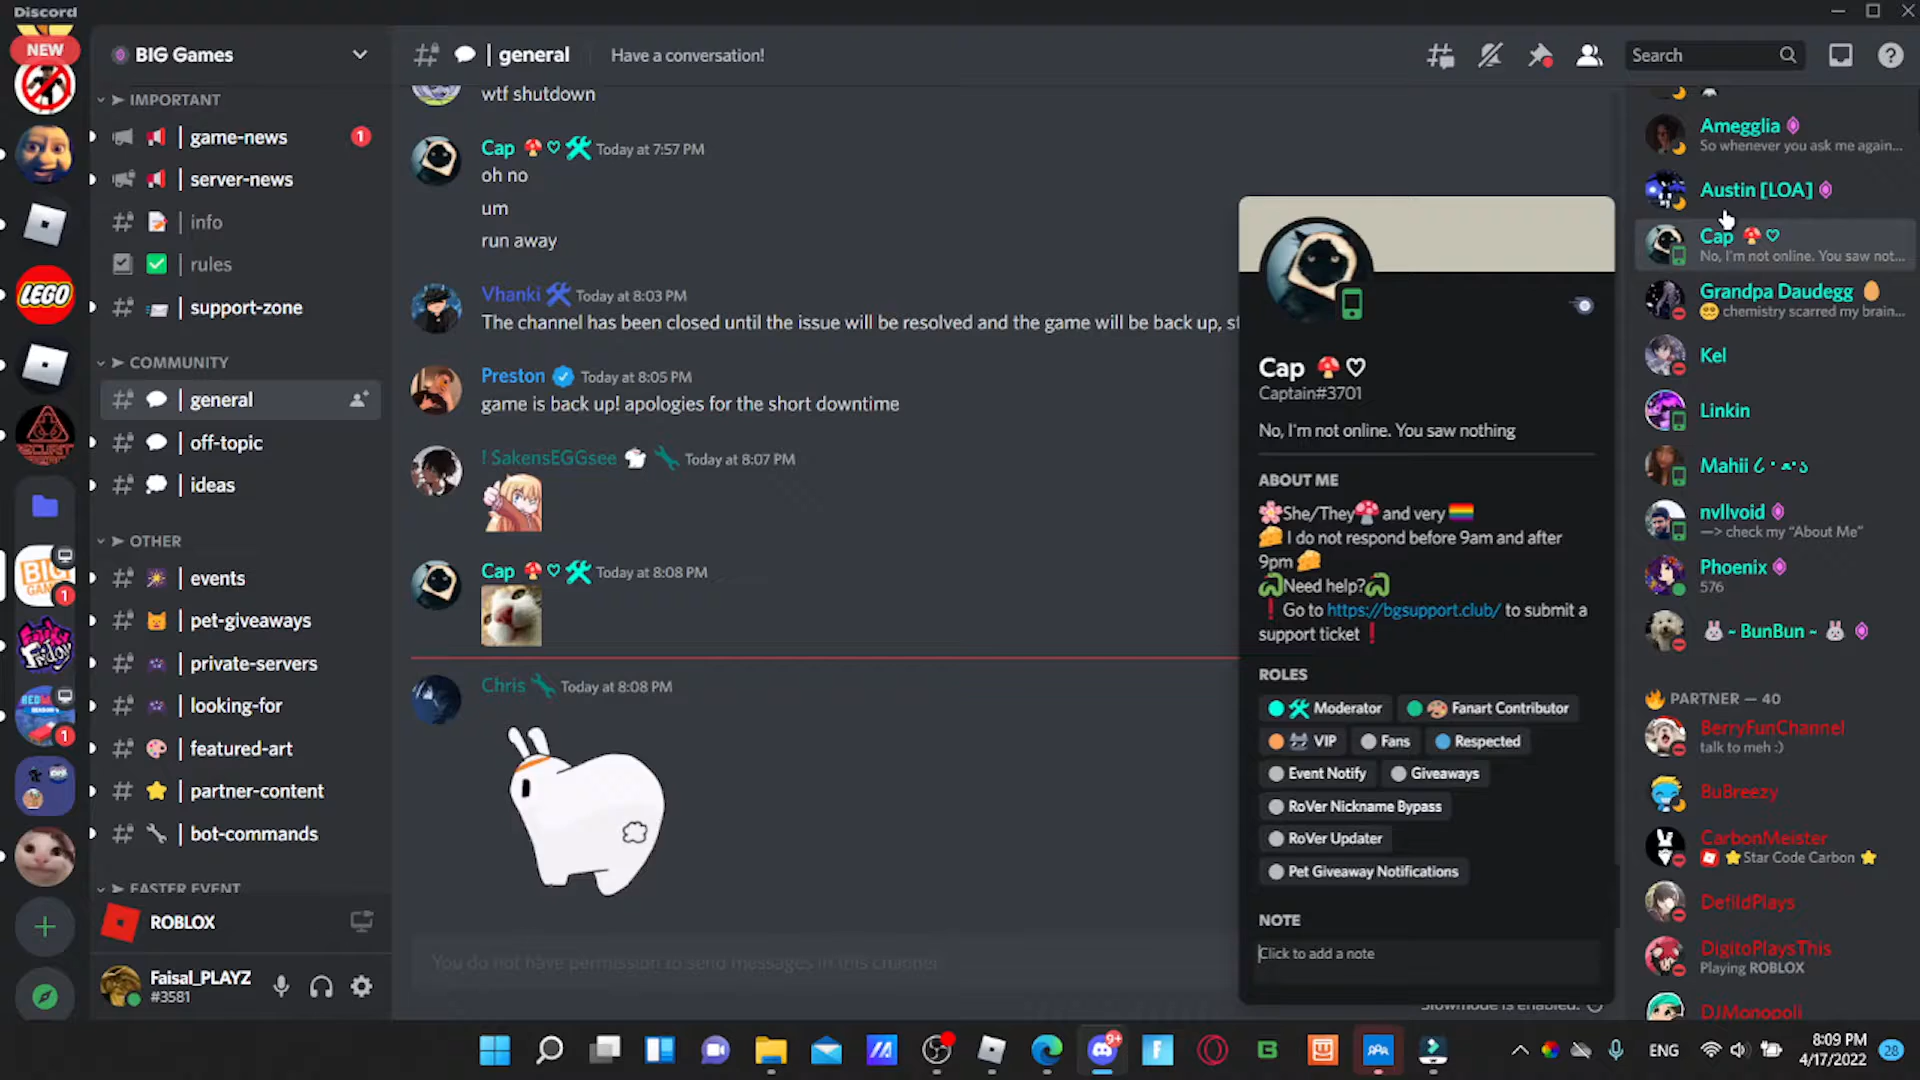 Discord
NEW
BIG Games
IMPORTANT
game-news
1
server-news
info
rules
support-zone
COMMUNITY
general
off-topic
ideas
OTHER
events
pet-giveaways
private-servers
looking-for
featured-art
partner-content
bot-commands
EASTER EVENT
ROBLOX
Faisal_PLAYZ
#3581
LEGO
1
1
general
Have a conversation!
Search
wtf shutdown
Cap Today at 7:57 PM
oh no
um
run away
Vhanki Today at 8:03 PM
The channel has been closed until the issue will be resolved and the game will be back up,
Preston Today at 8:05 PM
game is back up! apologies for the short downtime
! SakensEGGsee Today at 8:07 PM
Cap Today at 8:08 PM
Chris Today at 8:08 PM
You do not have permission to send messages in this channel
Cap
Captain#3701
No, I'm not online. You saw nothing
ABOUT ME
She/They and very
I do not respond before 9am and after
9pm
Need help?
Go to https://bgsupport.club/ to submit a
support ticket
ROLES
Moderator
Fanart Contributor
VIP
Fans
Respected
Event Notify
Giveaways
RoVer Nickname Bypass
RoVer Updater
Pet Giveaway Notifications
NOTE
Click to add a note
Slowmode is enabled.
Amegglia
So whenever you ask me again...
Austin [LOA]
Cap
No, I'm not online. You saw not...
Grandpa Daudegg
chemistry scarred my brain...
Kel
Linkin
Mahii
nvllvoid
—> check my "About Me"
Phoenix
576
~ BunBun ~
PARTNER — 40
BerryFunChannel
talk to meh :)
BuBreezy
CarbonMeister
Star Code Carbon
DefildPlays
DigitoPlaysThis
Playing ROBLOX
DJMonopoli
9+
ENG
8:09 PM
4/17/2022
28